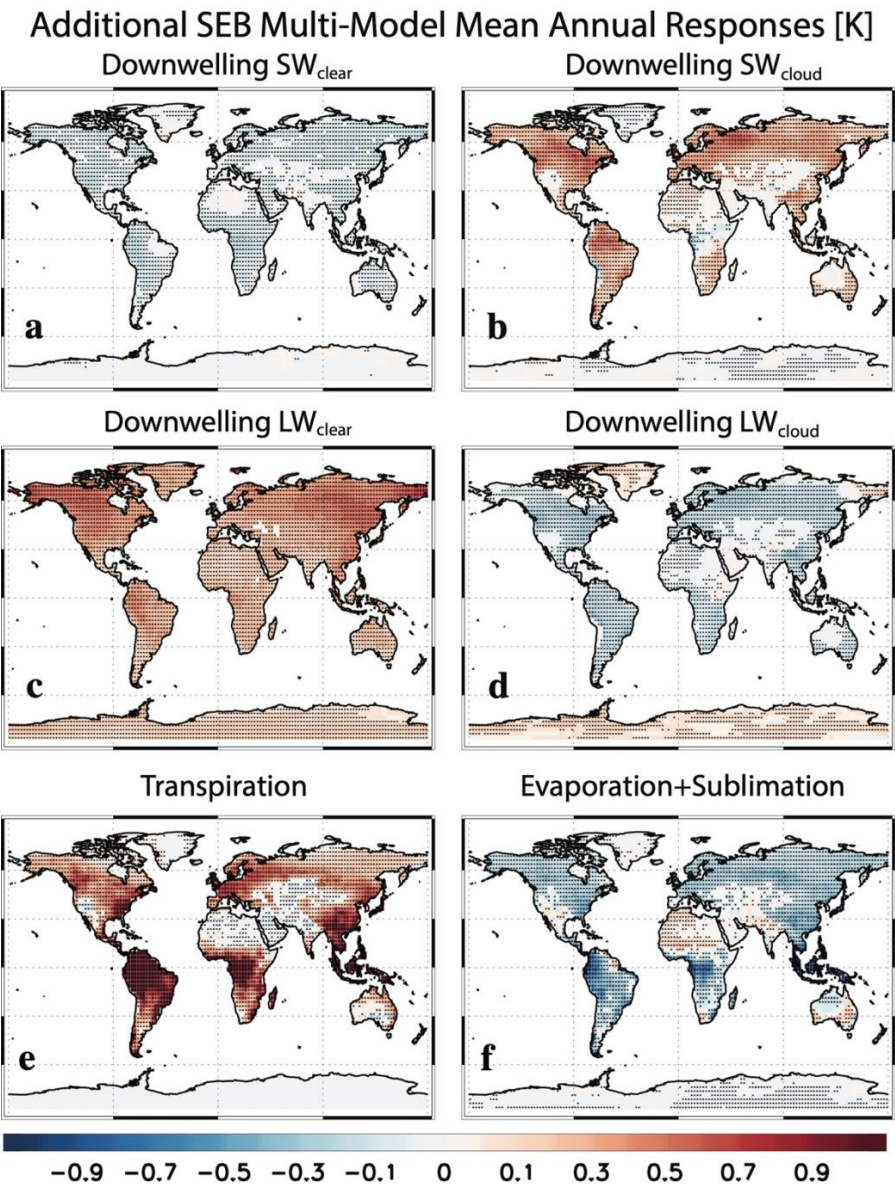 Additional SEB Multi-Model Mean Annual Responses [K]
Downwelling SWclear
Downwelling SWcloud
a
b
Downwelling LWclear
Downwelling LWcloud
c
d
Transpiration
Evaporation+Sublimation
e
f
−0.9 −0.7 −0.5 −0.3 −0.1 0 0.1 0.3 0.5 0.7 0.9